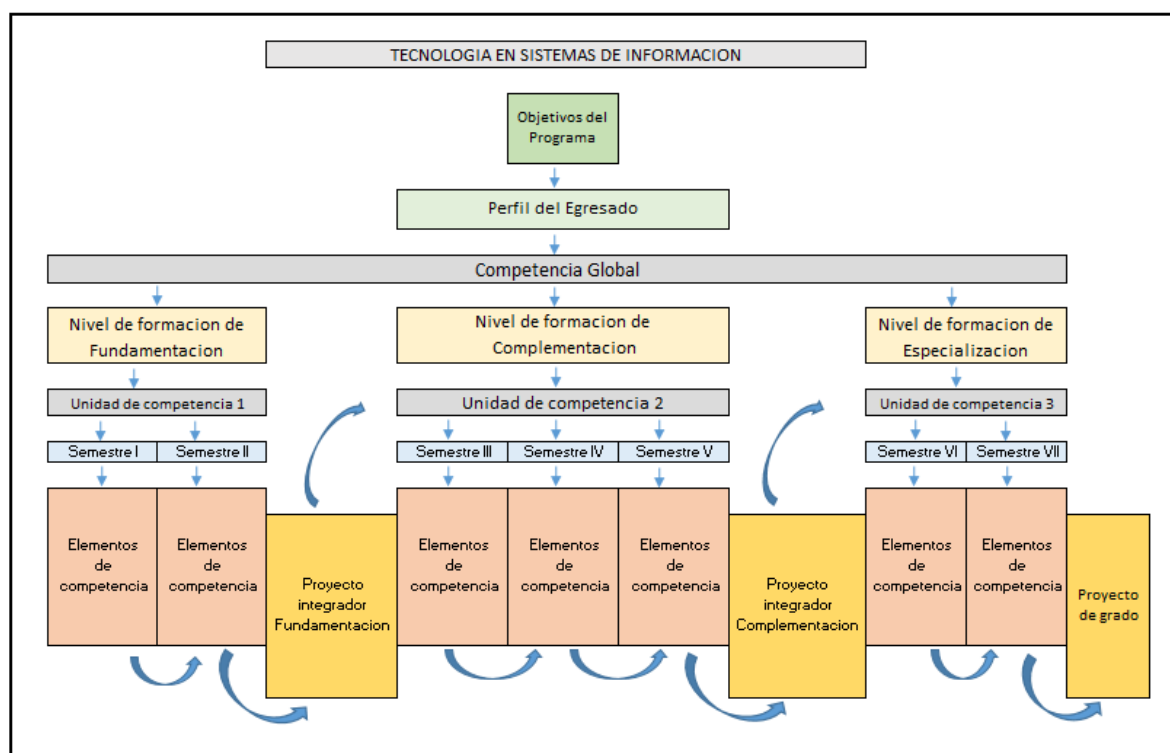 TECNOLOGIA EN SISTEMAS DE INFORMACION
Objetivos del
Programa
Perfil del Egresado
Competencia Global
Nivel de formacion de
Fundamentacion
Nivel de formacion de
Complementacion
Nivel de formacion de
Especializacion
Unidad de competencia 1
Unidad de competencia 2
Unidad de competencia 3
Semestre I
Semestre II
Semestre III
Semestre IV
Semestre V
Semestre VI
Semestre VII
Elementos
de
competencia
Elementos
de
competencia
Proyecto
integrador
Fundamentacion
Elementos
de
competencia
Elementos
de
competencia
Elementos
de
competencia
Proyecto
integrador
Complementacion
Elementos
de
competencia
Elementos
de
competencia
Proyecto
de grado